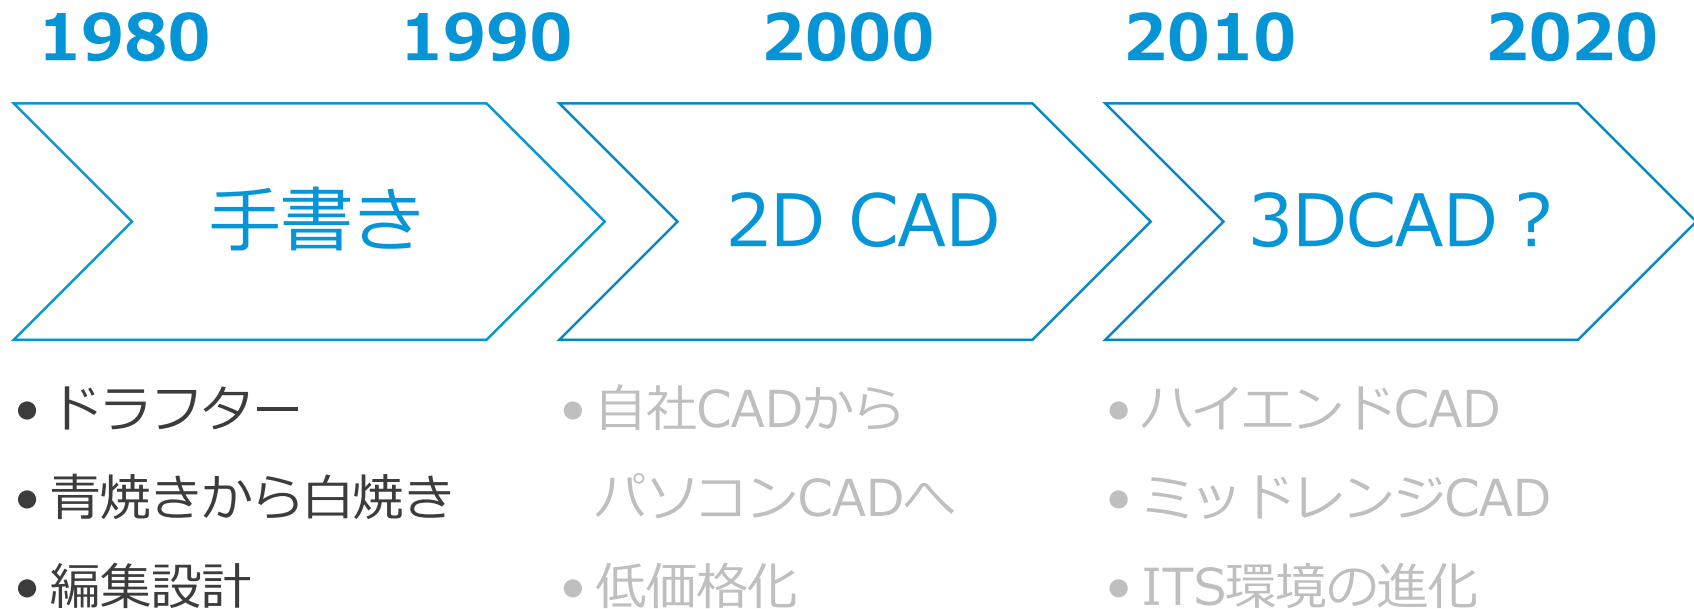 1980 1990 2000 2010 2020
手書き
2D CAD
3DCAD？
• ドラフター
• 青焼きから白焼き
• 編集設計
• 自社CADから
パソコンCADへ
• 低価格化
• ハイエンドCAD
• ミッドレンジCAD
• ITS環境の進化